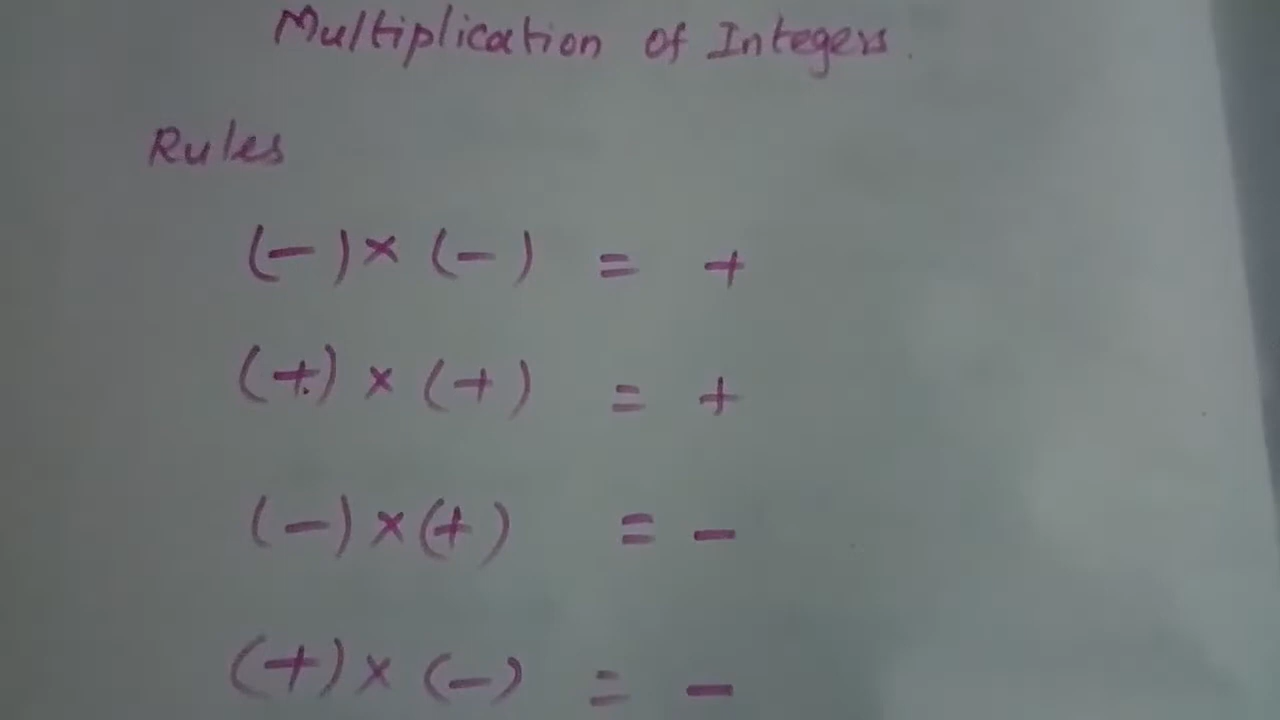 Multiplication of Integers.
Rules
(-) × (-) = +
(+) × (+) = +
(-) × (+) = -
(+) × (-) = -